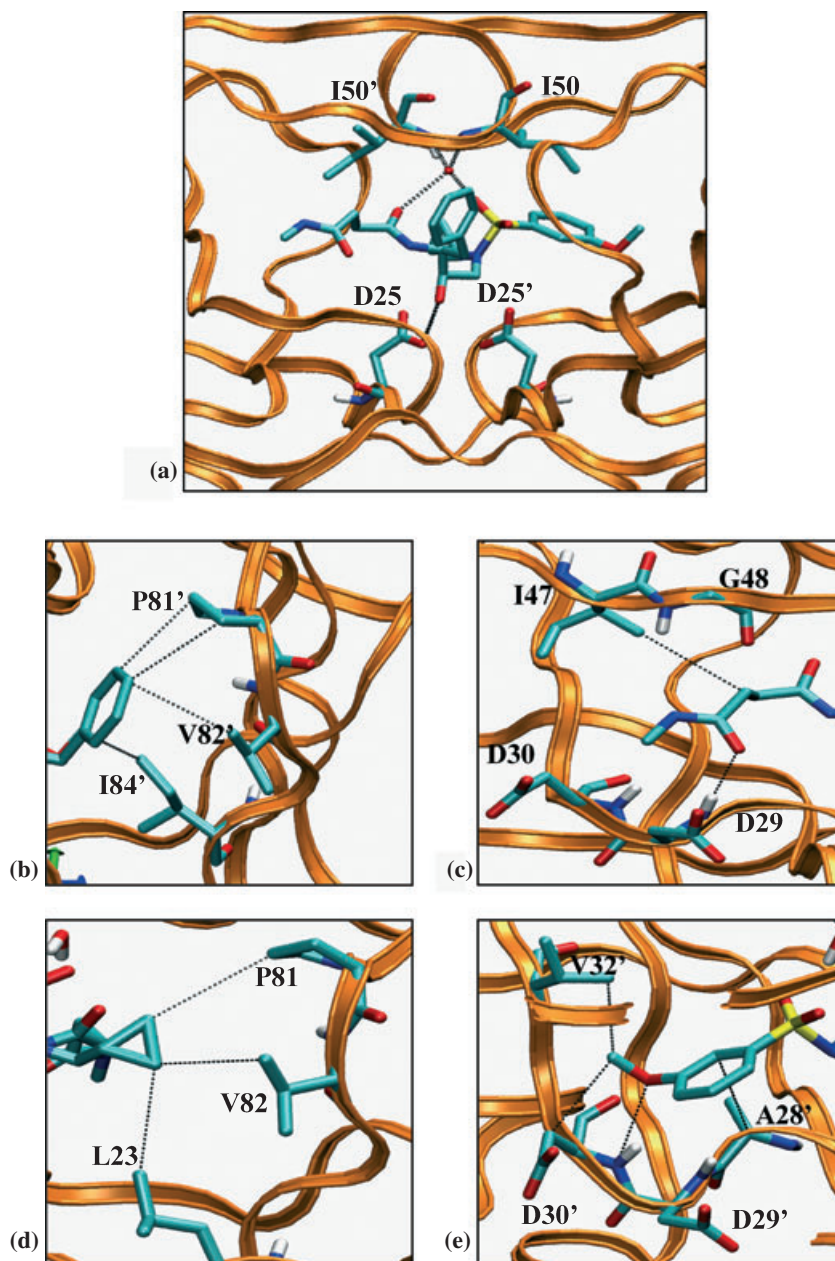 I50’ I50
D25 D25’
(a)
P81’
V82’
I84’
(b)
I47 G48
D30
D29
(c)
P81
V82
L23
(d)
V32’
A28’
D30’ D29’
(e)